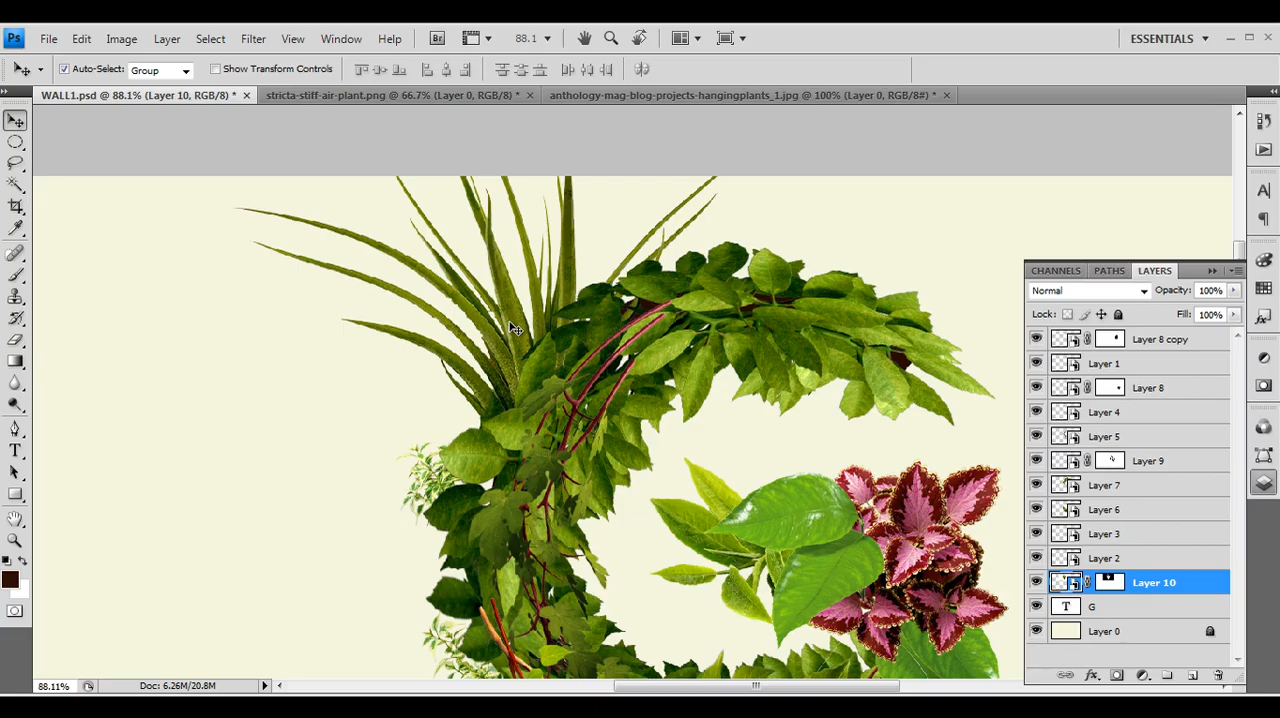 Ps File Edit Image Layer Select Filter View Window Help Br 88.1 ESSENTIALS
Auto-Select: Group Show Transform Controls
WALL1.psd @ 88.1% (Layer 10, RGB/8) * × stricta-stiff-air-plant.png @ 66.7% (Layer 0, RGB/8) * × anthology-mag-blog-projects-hangingplants_1.jpg @ 100% (Layer 0, RGB/8#) * ×
CHANNELS PATHS LAYERS
Normal Opacity: 100%
Lock: Fill: 100%
Layer 8 copy
Layer 1
Layer 8
Layer 4
Layer 5
Layer 9
Layer 7
Layer 6
Layer 3
Layer 2
Layer 10
T G
Layer 0
88.11% Doc: 6.26M/20.8M